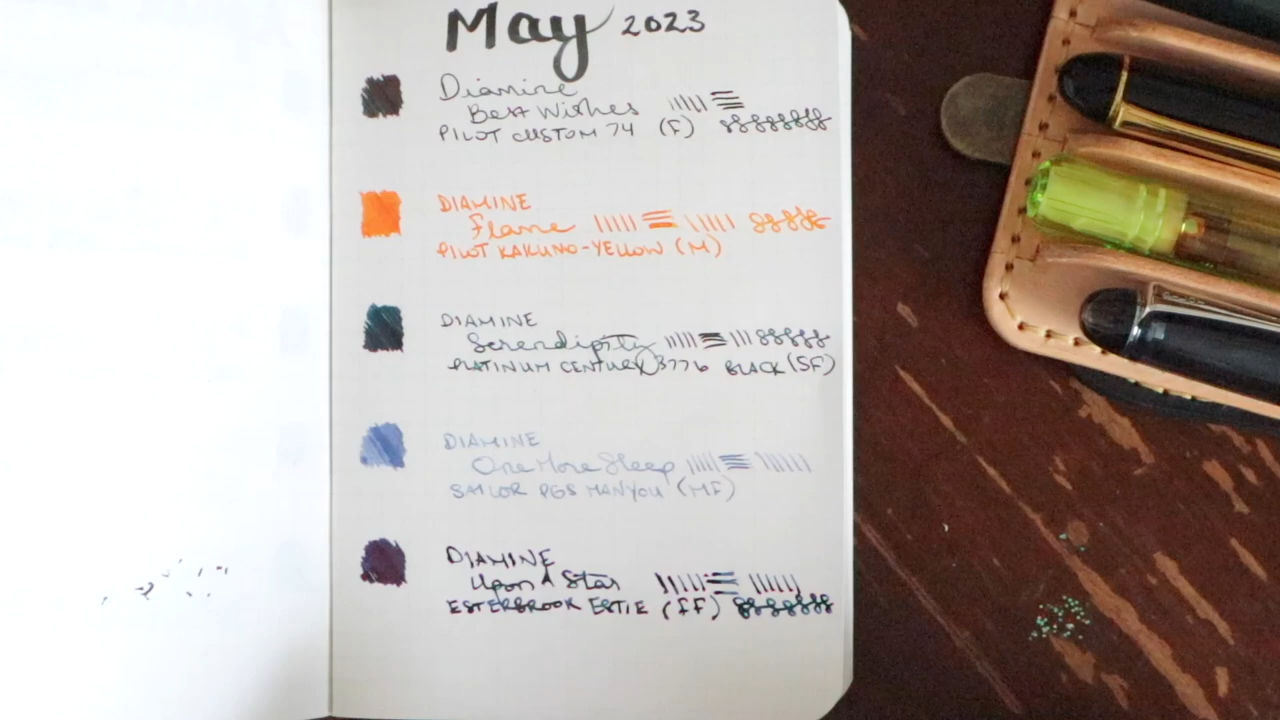 May 2023
Diamine
Best Wishes
PILOT CUSTOM 74 (F)
DIAMINE
Flame
PILOT KAKUNO-YELLOW (M)
DIAMINE
Serendipity
PLATINUM CENTURY 3776 BLACK (SF)
DIAMINE
One More Sleep
SAILOR PGS MANYOU (MF)
DIAMINE
Upon A Star
ESTERBROOK ESTIE (FF)